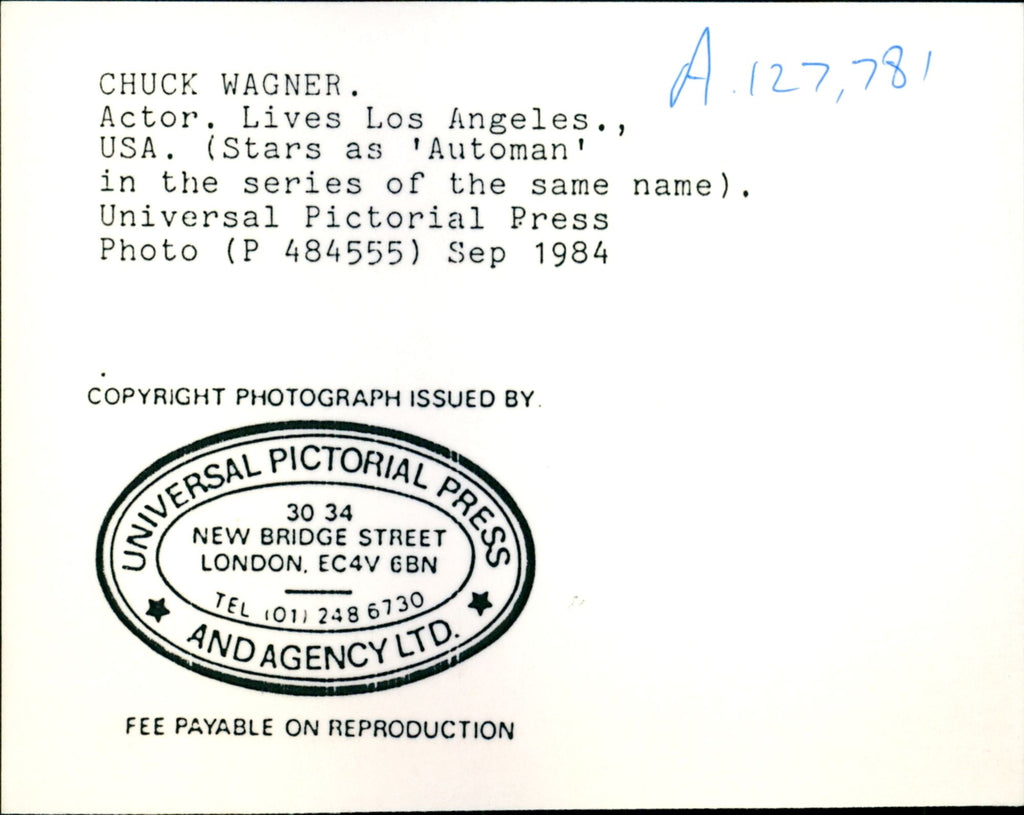 A.127,781
CHUCK WAGNER.
Actor. Lives Los Angeles.,
USA. (Stars as 'Automan'
in the series of the same name).
Universal Pictorial Press
Photo (P 484555) Sep 1984
COPYRIGHT PHOTOGRAPH ISSUED BY.
UNIVERSAL PICTORIAL PRESS
30 34
NEW BRIDGE STREET
LONDON, EC4V 6BN
TEL (01) 248 6730
AND AGENCY LTD.
FEE PAYABLE ON REPRODUCTION